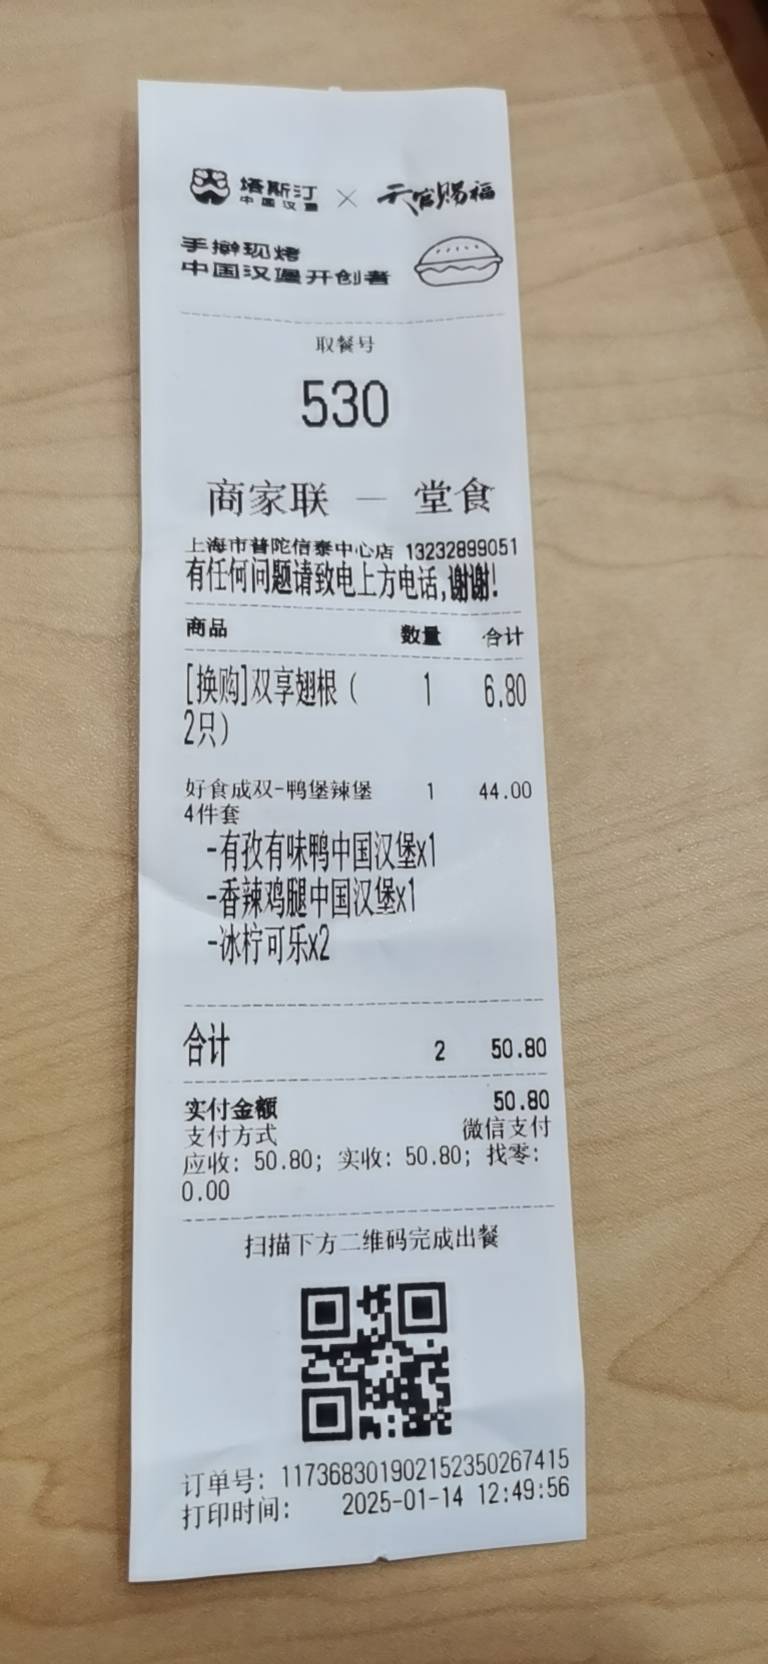 塔斯汀
中国汉堡
×
天官赐福
手擀现烤
中国汉堡开创者
取餐号
530
商家联 — 堂食
上海市普陀信泰中心店 13232899051
有任何问题请致电上方电话,谢谢!
商品 数量 合计
[换购]双享翅根( 1 6.80
2只)
好食成双-鸭堡辣堡 1 44.00
4件套
-有孜有味鸭中国汉堡x1
-香辣鸡腿中国汉堡x1
-冰柠可乐x2
合计 2 50.80
实付金额 50.80
支付方式 微信支付
应收: 50.80; 实收: 50.80; 找零:
0.00
扫描下方二维码完成出餐
订单号: 117368301902152350267415
打印时间: 2025-01-14 12:49:56